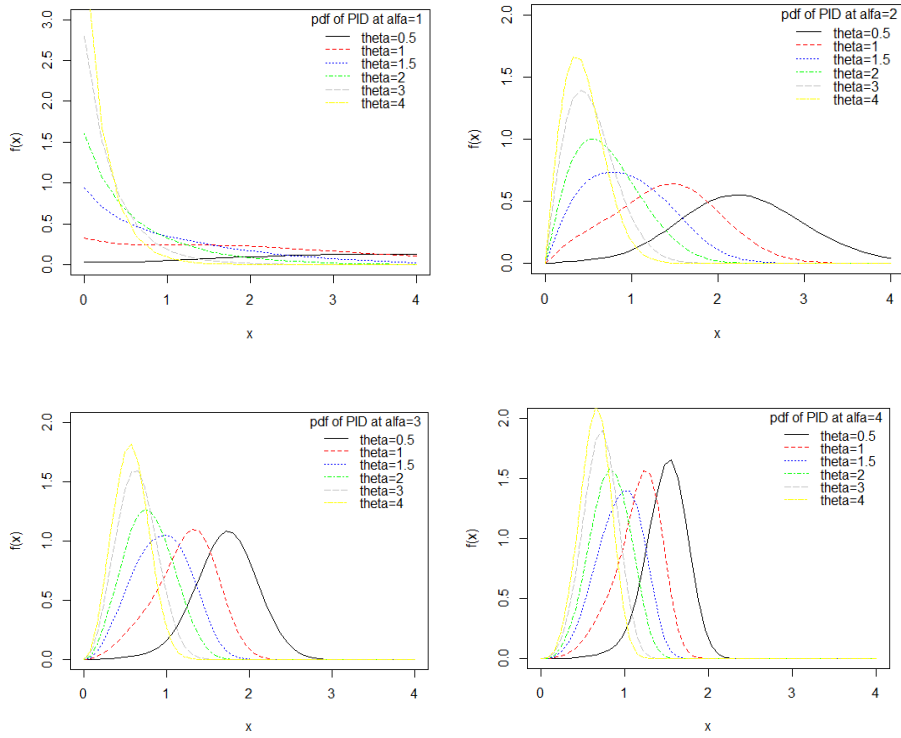 pdf of PID at alfa=1
theta=0.5
theta=1
theta=1.5
theta=2
theta=3
theta=4
f(x)
3.0
2.5
2.0
1.5
1.0
0.5
0.0
0 1 2 3 4
x
pdf of PID at alfa=2
theta=0.5
theta=1
theta=1.5
theta=2
theta=3
theta=4
f(x)
2.0
1.5
1.0
0.5
0.0
0 1 2 3 4
x
pdf of PID at alfa=3
theta=0.5
theta=1
theta=1.5
theta=2
theta=3
theta=4
f(x)
2.0
1.5
1.0
0.5
0.0
0 1 2 3 4
x
pdf of PID at alfa=4
theta=0.5
theta=1
theta=1.5
theta=2
theta=3
theta=4
f(x)
2.0
1.5
1.0
0.5
0.0
0 1 2 3 4
x